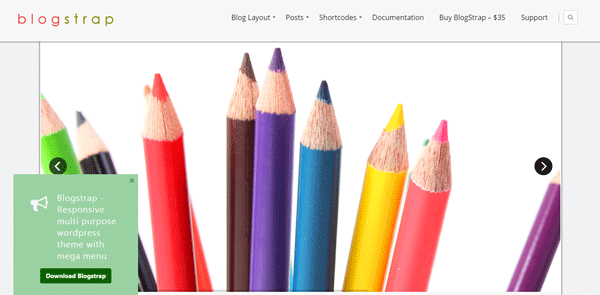 blogstrap
Blog Layout Posts Shortcodes Documentation Buy BlogStrap – $35 Support
Blogstrap -
Responsive
multi purpose
wordpress
theme with
mega menu
Download Blogstrap